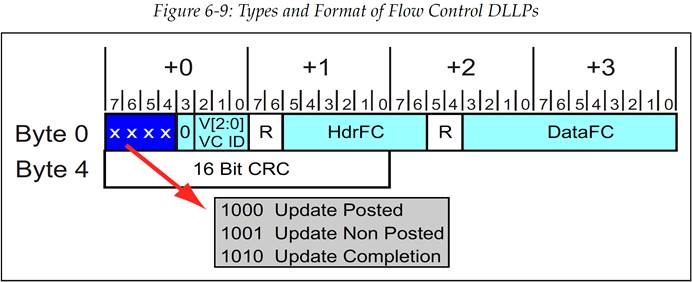 Figure 6-9: Types and Format of Flow Control DLLPs
+0 +1 +2 +3
7 6 5 4 3 2 1 0 7 6 5 4 3 2 1 0 7 6 5 4 3 2 1 0 7 6 5 4 3 2 1 0
Byte 0 x x x x 0 V[2:0] R HdrFC R DataFC
VC ID
Byte 4 16 Bit CRC
1000 Update Posted
1001 Update Non Posted
1010 Update Completion